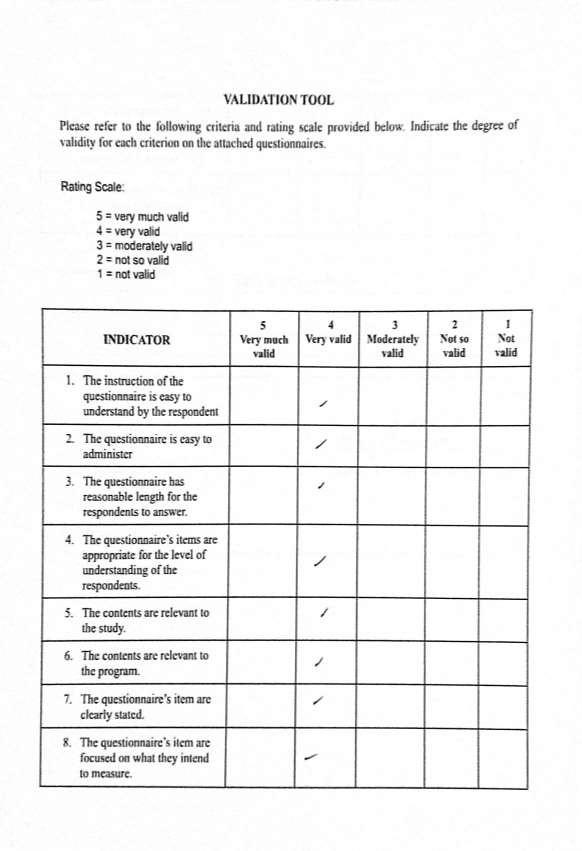 VALIDATION TOOL
Please refer to the following criteria and rating scale provided below. Indicate the degree of
validity for each criterion on the attached questionnaires.
Rating Scale:
5 = very much valid
4 = very valid
3 = moderately valid
2 = not so valid
1 = not valid
INDICATOR
5
Very much
valid
4
Very valid
3
Moderately
valid
2
Not so
valid
1
Not
valid
1. The instruction of the
questionnaire is easy to
understand by the respondent
2. The questionnaire is easy to
administer
3. The questionnaire has
reasonable length for the
respondents to answer.
4. The questionnaire's items are
appropriate for the level of
understanding of the
respondents.
5. The contents are relevant to
the study.
6. The contents are relevant to
the program.
7. The questionnaire's item are
clearly stated.
8. The questionnaire's item are
focused on what they intend
to measure.